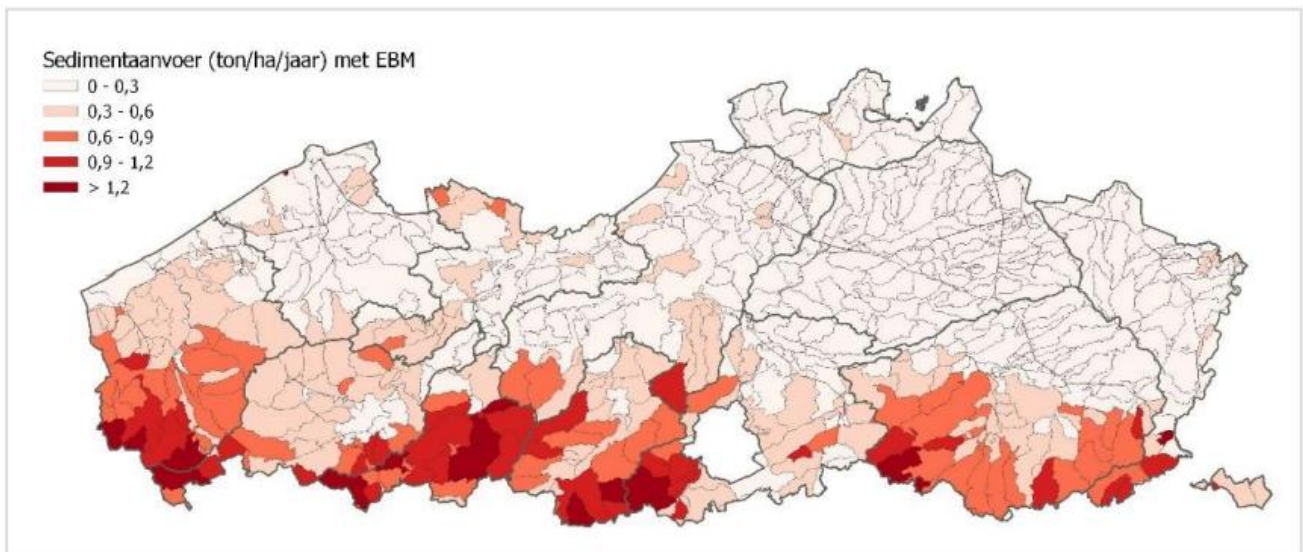 Sedimentaanvoer (ton/ha/jaar) met EBM
0 - 0,3
0,3 - 0,6
0,6 - 0,9
0,9 - 1,2
> 1,2